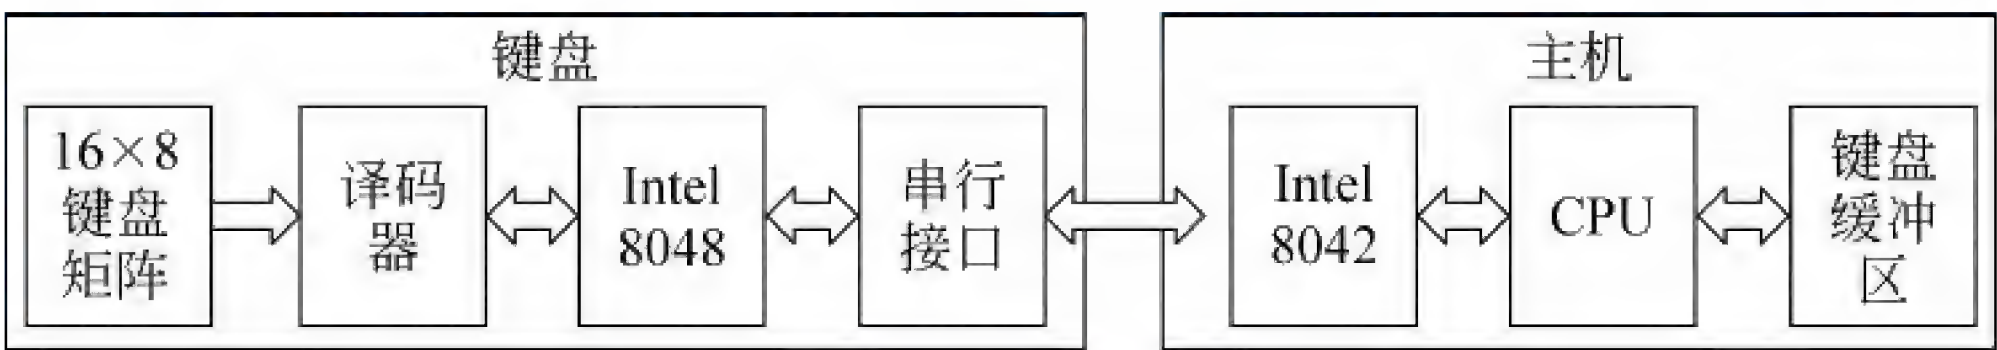 键盘
16×8
键盘
矩阵
译码
器
Intel
8048
串行
接口
主机
Intel
8042
CPU
键盘
缓冲
区